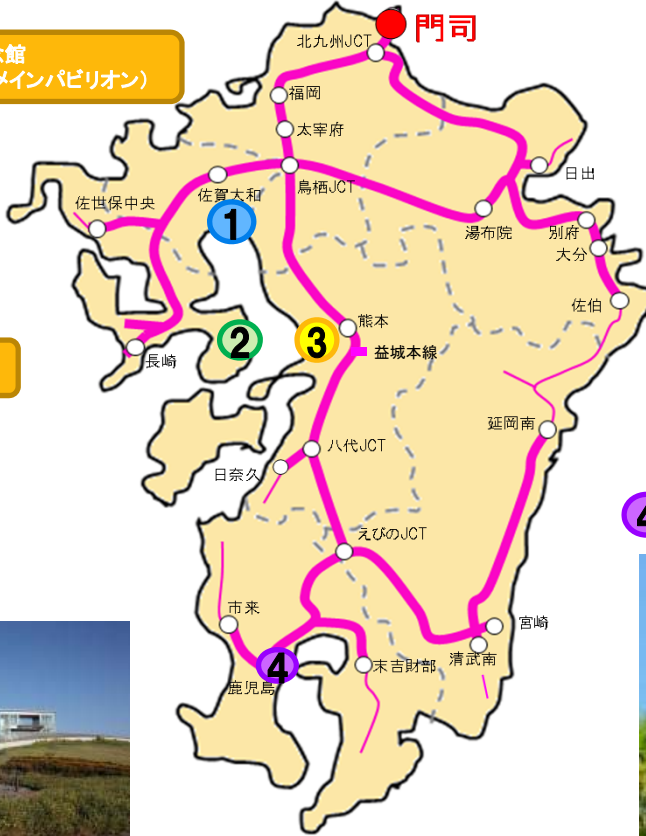 館
メインパビリオン）
門司
北九州JCT
福岡
太宰府
鳥栖JCT
佐賀大和
佐世保中央
日出
湯布院
別府
大分
佐伯
1
2
3
熊本
益城本線
長崎
八代JCT
日奈久
延岡南
4
えびのJCT
市来
宮崎
清武南
末吉財部
4
鹿児島